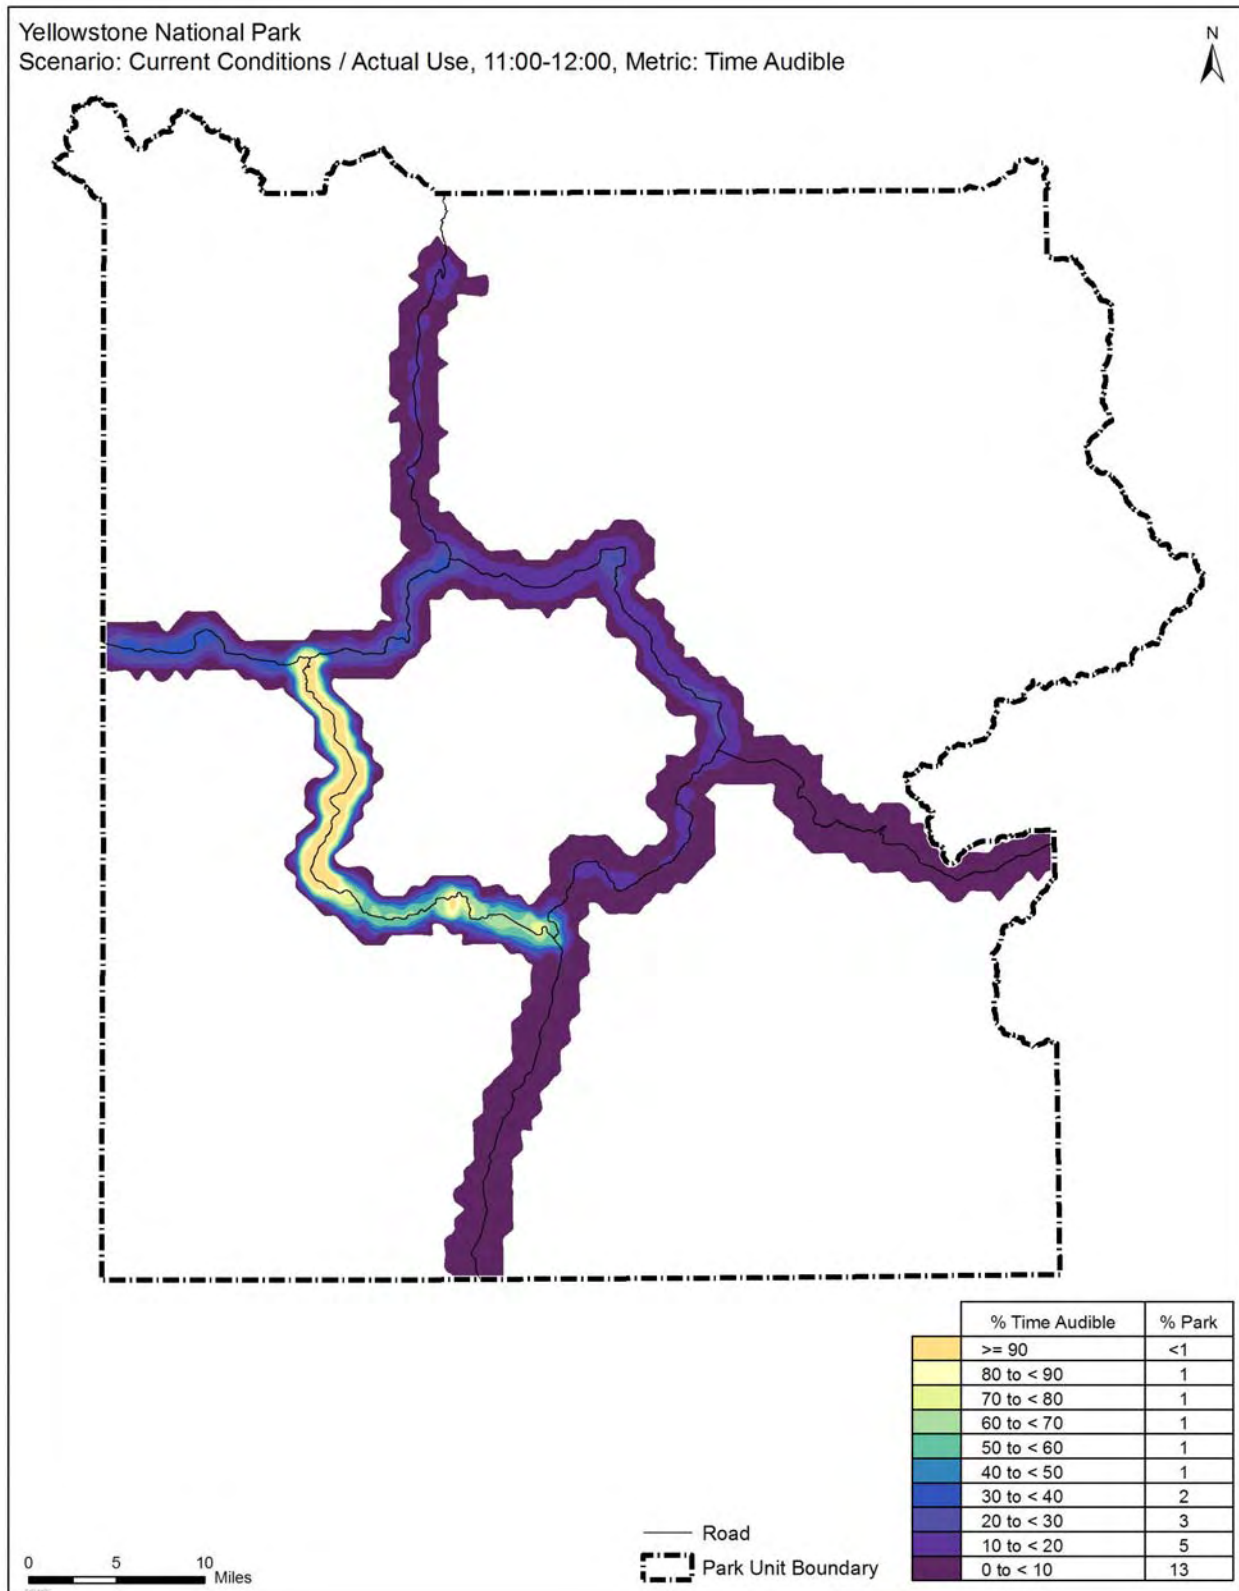 Yellowstone National Park
Scenario: Current Conditions / Actual Use, 11:00-12:00, Metric: Time Audible
N
% Time Audible % Park
>= 90 <1
80 to < 90 1
70 to < 80 1
60 to < 70 1
50 to < 60 1
40 to < 50 1
30 to < 40 2
20 to < 30 3
10 to < 20 5
0 to < 10 13
Road
Park Unit Boundary
0 5 10
Miles